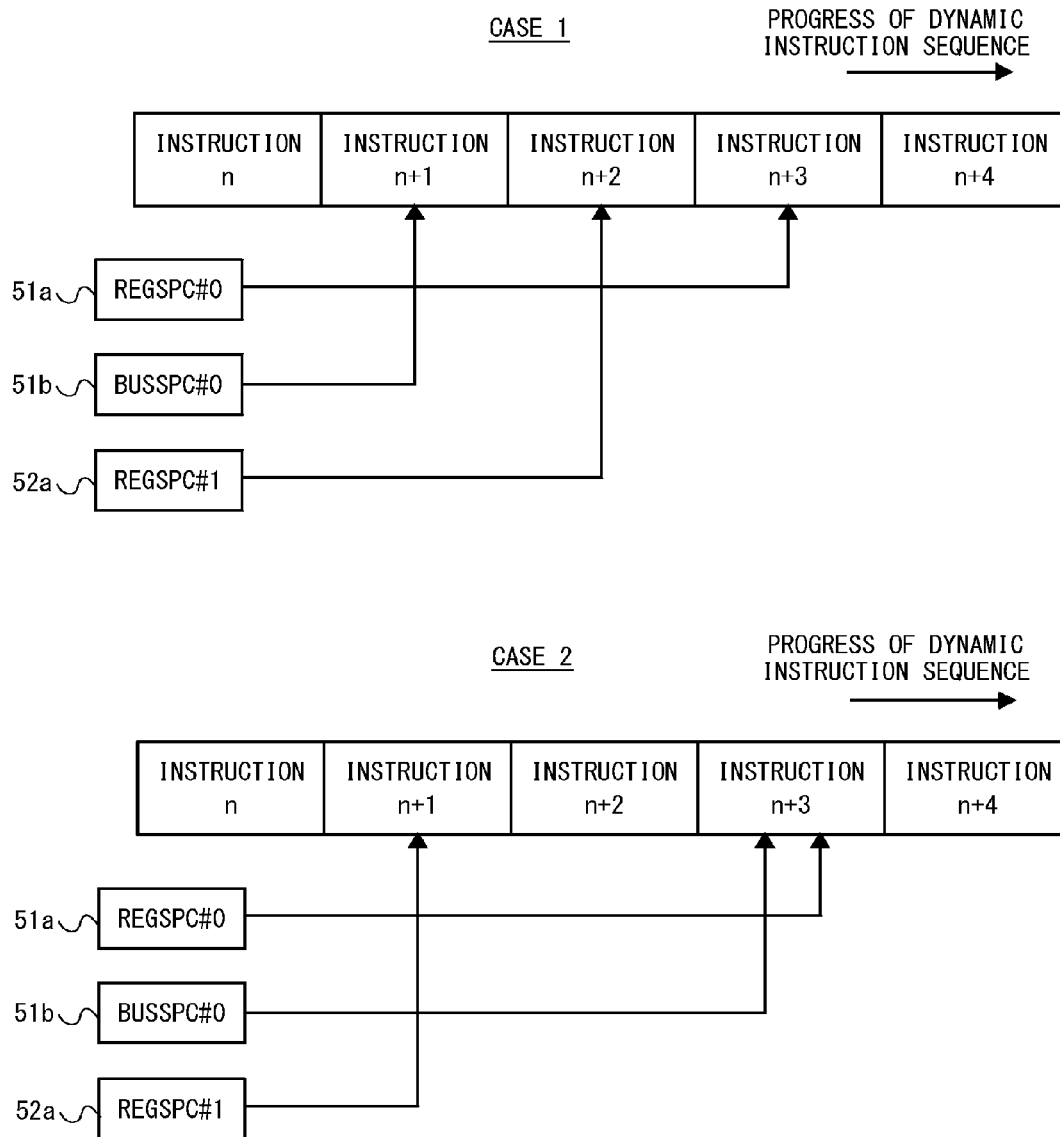 CASE 1
PROGRESS OF DYNAMIC
INSTRUCTION SEQUENCE
INSTRUCTION n
INSTRUCTION n+1
INSTRUCTION n+2
INSTRUCTION n+3
INSTRUCTION n+4
51a
REGSPC#0
51b
BUSSPC#0
52a
REGSPC#1
CASE 2
PROGRESS OF DYNAMIC
INSTRUCTION SEQUENCE
INSTRUCTION n
INSTRUCTION n+1
INSTRUCTION n+2
INSTRUCTION n+3
INSTRUCTION n+4
51a
REGSPC#0
51b
BUSSPC#0
52a
REGSPC#1